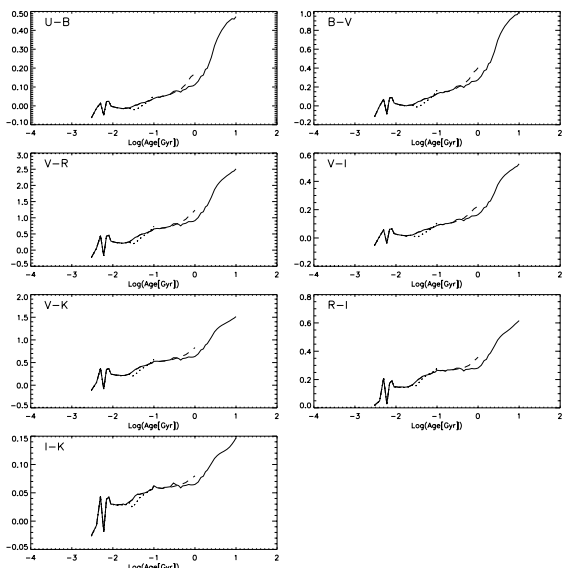 U−B
0.50
0.40
0.30
0.20
0.10
0.00
−0.10
−4 −3 −2 −1 0 1 2
Log(Age[Gyr])
B−V
1.0
0.8
0.6
0.4
0.2
0.0
−0.2
−4 −3 −2 −1 0 1 2
Log(Age[Gyr])
V−R
3.0
2.5
2.0
1.5
1.0
0.5
0.0
−0.5
−4 −3 −2 −1 0 1 2
Log(Age[Gyr])
V−I
0.6
0.4
0.2
0.0
−0.2
−4 −3 −2 −1 0 1 2
Log(Age[Gyr])
V−K
2.0
1.5
1.0
0.5
0.0
−0.5
−4 −3 −2 −1 0 1 2
Log(Age[Gyr])
R−I
0.8
0.6
0.4
0.2
0.0
−4 −3 −2 −1 0 1 2
Log(Age[Gyr])
I−K
0.15
0.10
0.05
0.00
−0.05
−4 −3 −2 −1 0 1 2
Log(Age[Gyr])